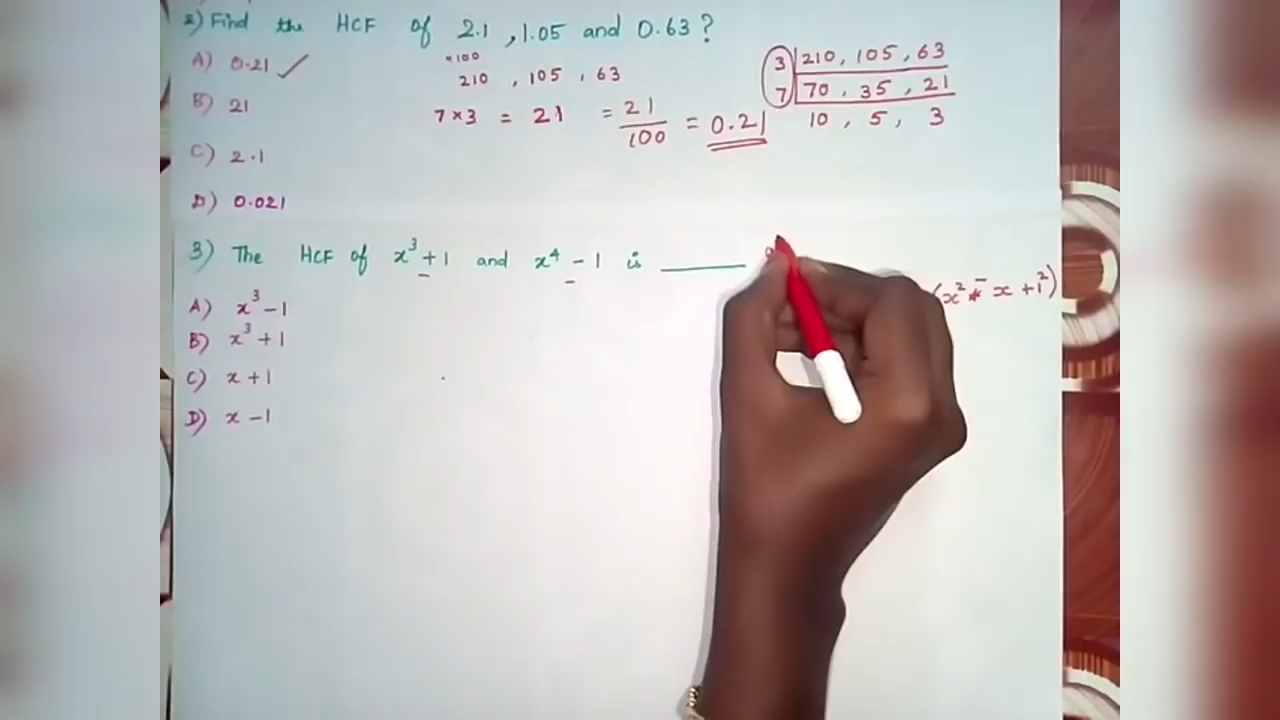 2) Find the HCF of 2.1 , 1.05 and 0.63 ?
A) 0.21 ✓
B) 21
C) 2.1
D) 0.021
×100
210 , 105 , 63
7 × 3 = 21 = 21/100 = 0.21
3 | 210 , 105 , 63
7 | 70 , 35 , 21
10 , 5 , 3
3) The HCF of x³ + 1 and x⁴ - 1 is ______
(x² - x + 1²)
A) x³ - 1
B) x³ + 1
C) x + 1
D) x - 1